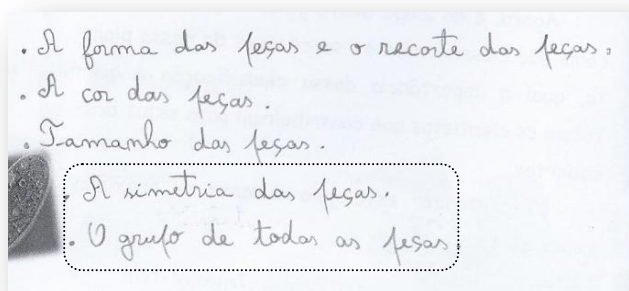 . A forma das peças e o recorte das peças.
. A cor das peças.
. Tamanho das peças.
. A simetria das peças.
. O grupo de todas as pesas